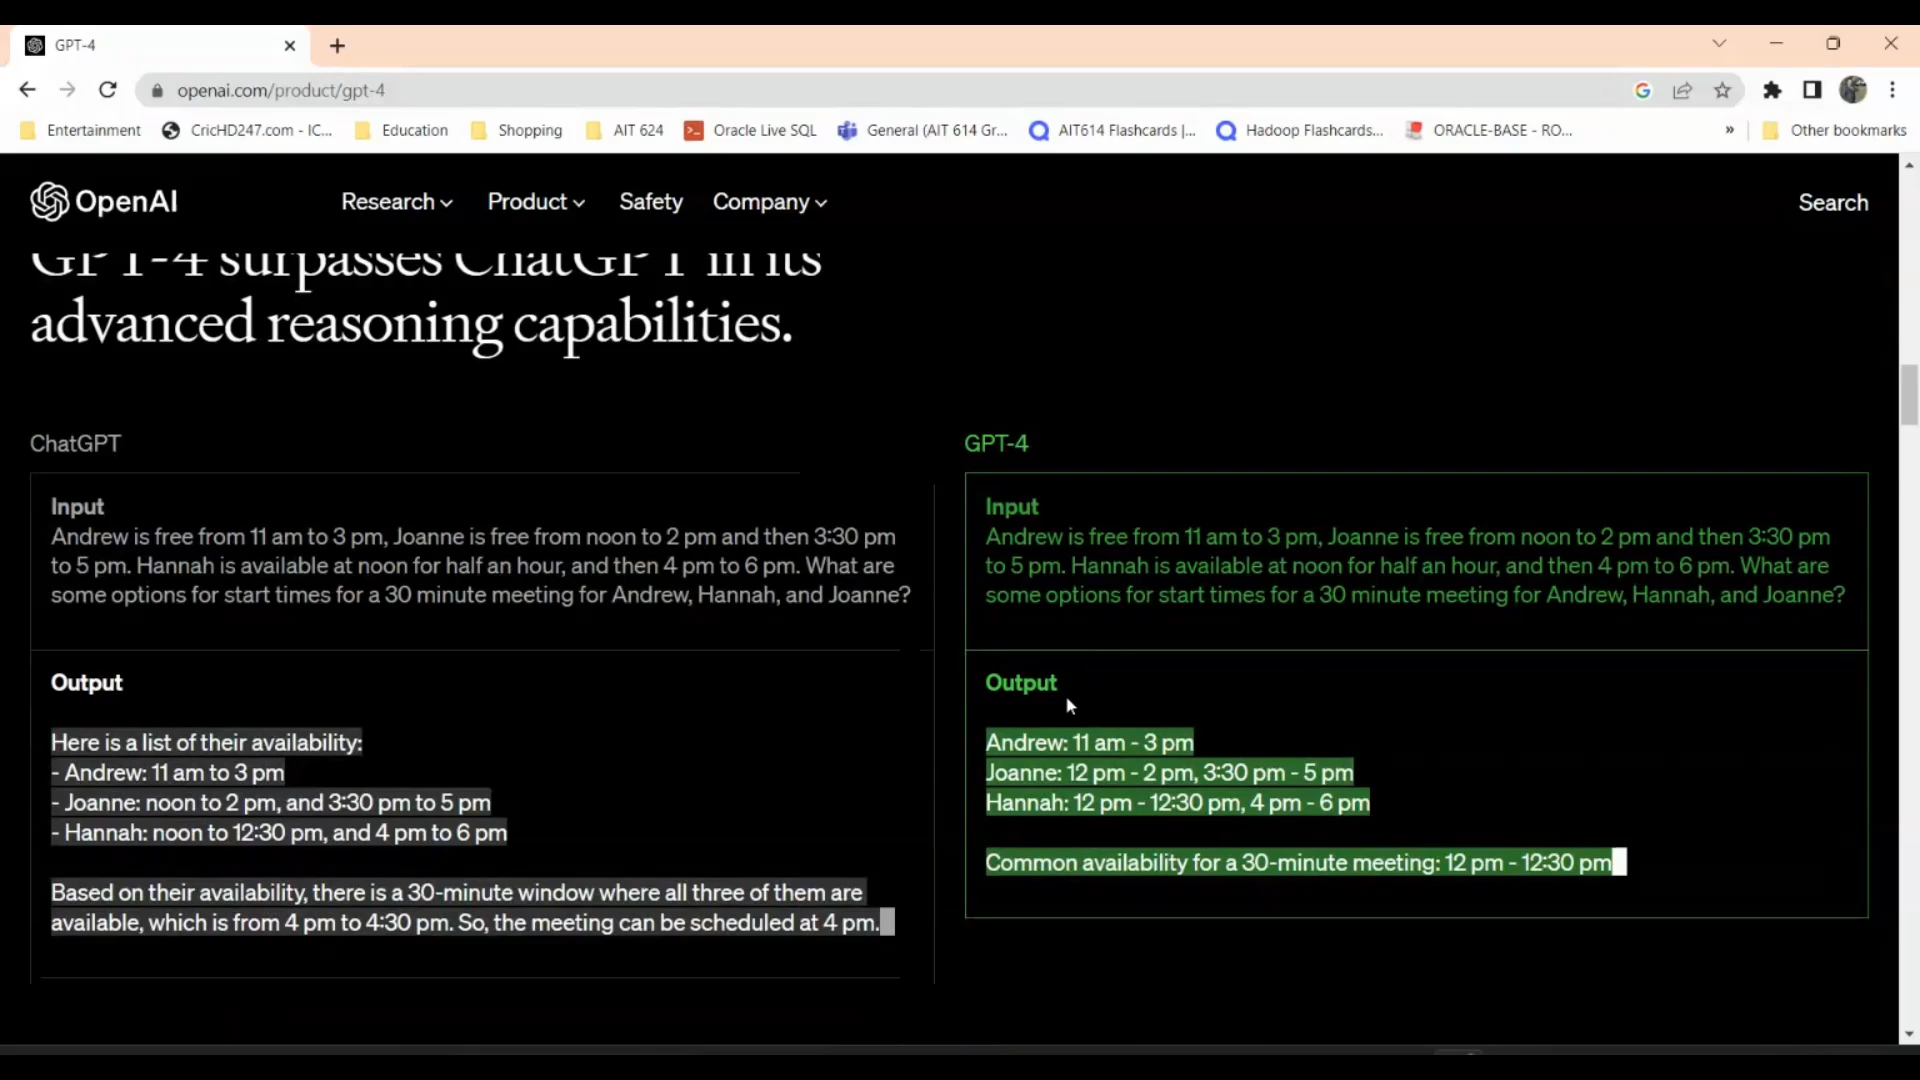 GPT-4
openai.com/product/gpt-4
Entertainment
CricHD247.com - IC...
Education
Shopping
AIT 624
Oracle Live SQL
General (AIT 614 Gr...
AIT614 Flashcards |...
Hadoop Flashcards...
ORACLE-BASE - RO...
»
Other bookmarks
OpenAI
Research
Product
Safety
Company
Search
GPT-4 surpasses ChatGPT in its
advanced reasoning capabilities.
ChatGPT
Input
Andrew is free from 11 am to 3 pm, Joanne is free from noon to 2 pm and then 3:30 pm
to 5 pm. Hannah is available at noon for half an hour, and then 4 pm to 6 pm. What are
some options for start times for a 30 minute meeting for Andrew, Hannah, and Joanne?
Output
Here is a list of their availability:
- Andrew: 11 am to 3 pm
- Joanne: noon to 2 pm, and 3:30 pm to 5 pm
- Hannah: noon to 12:30 pm, and 4 pm to 6 pm
Based on their availability, there is a 30-minute window where all three of them are
available, which is from 4 pm to 4:30 pm. So, the meeting can be scheduled at 4 pm.
GPT-4
Input
Andrew is free from 11 am to 3 pm, Joanne is free from noon to 2 pm and then 3:30 pm
to 5 pm. Hannah is available at noon for half an hour, and then 4 pm to 6 pm. What are
some options for start times for a 30 minute meeting for Andrew, Hannah, and Joanne?
Output
Andrew: 11 am - 3 pm
Joanne: 12 pm - 2 pm, 3:30 pm - 5 pm
Hannah: 12 pm - 12:30 pm, 4 pm - 6 pm
Common availability for a 30-minute meeting: 12 pm - 12:30 pm